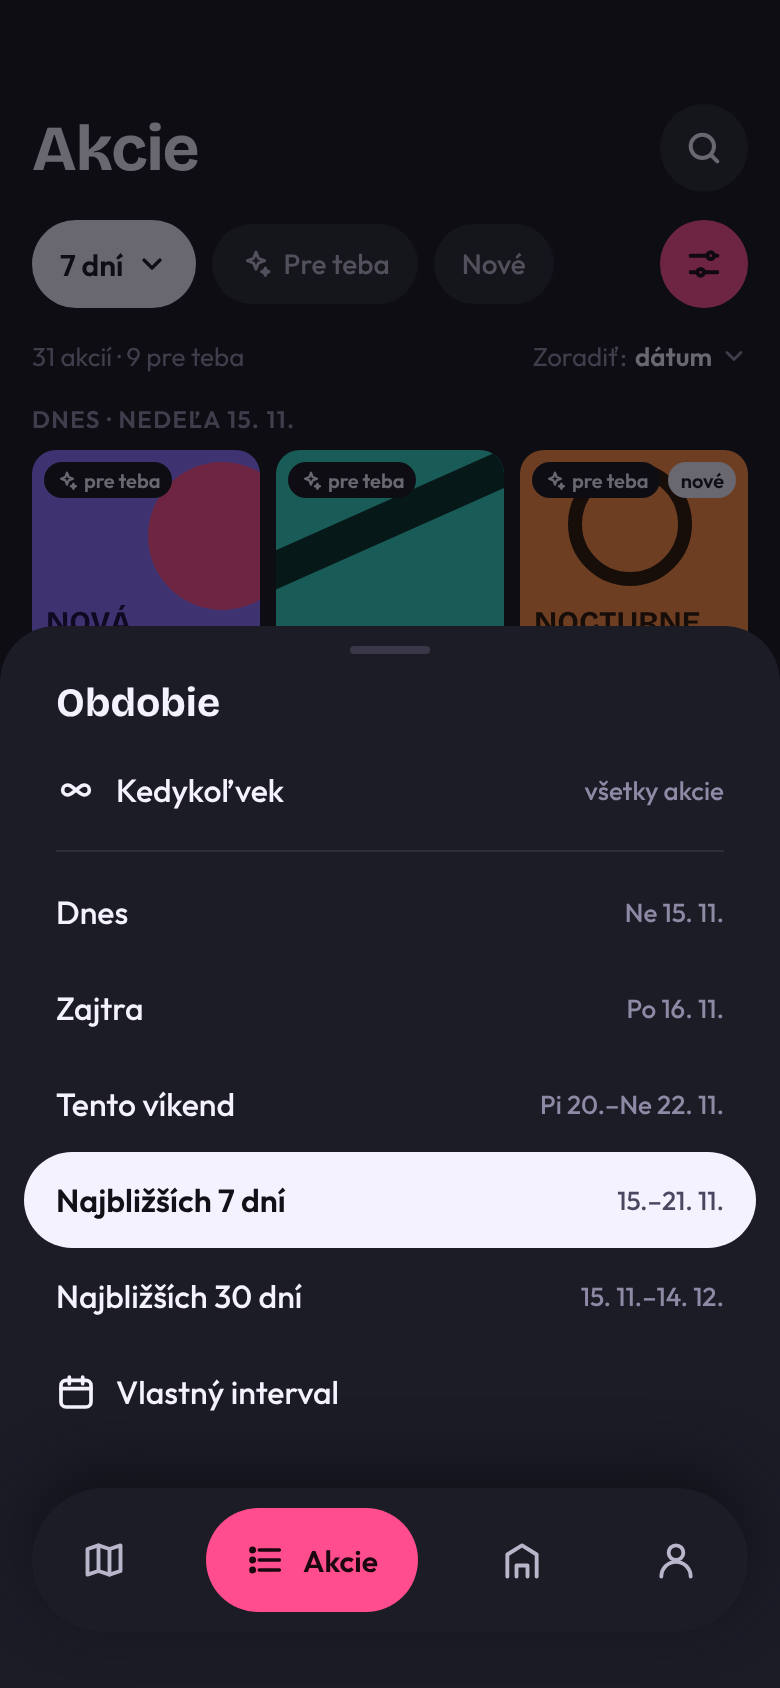 Akcie
7 dní
Pre teba
Nové
31 akcií · 9 pre teba
Zoradiť: dátum
DNES · NEDEĽA 15. 11.
pre teba
pre teba
pre teba
nové
NOVÁ
NOCTURNE
Obdobie
Kedykoľvek
všetky akcie
Dnes
Ne 15. 11.
Zajtra
Po 16. 11.
Tento víkend
Pi 20.–Ne 22. 11.
Najbližších 7 dní
15.–21. 11.
Najbližších 30 dní
15. 11.–14. 12.
Vlastný interval
Akcie